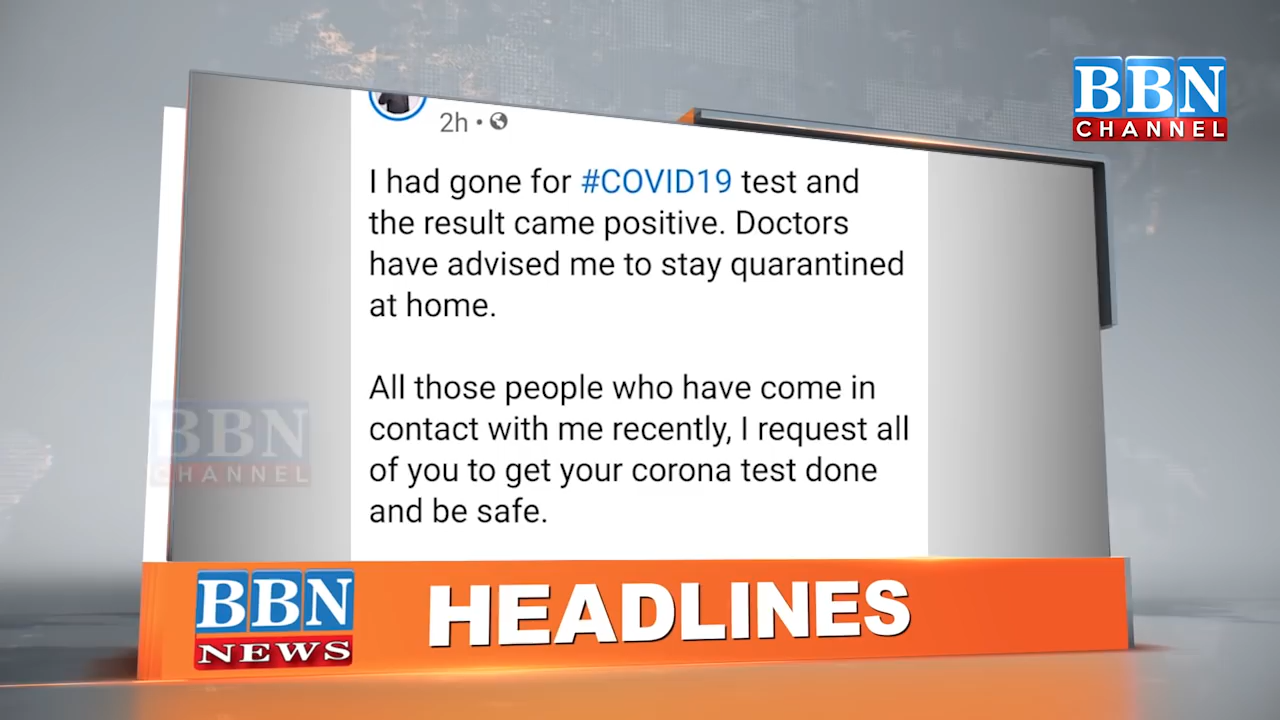 BBN
CHANNEL
2h •
I had gone for #COVID19 test and
the result came positive. Doctors
have advised me to stay quarantined
at home.
All those people who have come in
contact with me recently, I request all
of you to get your corona test done
and be safe.
BBN
CHANNEL
BBN
NEWS
HEADLINES